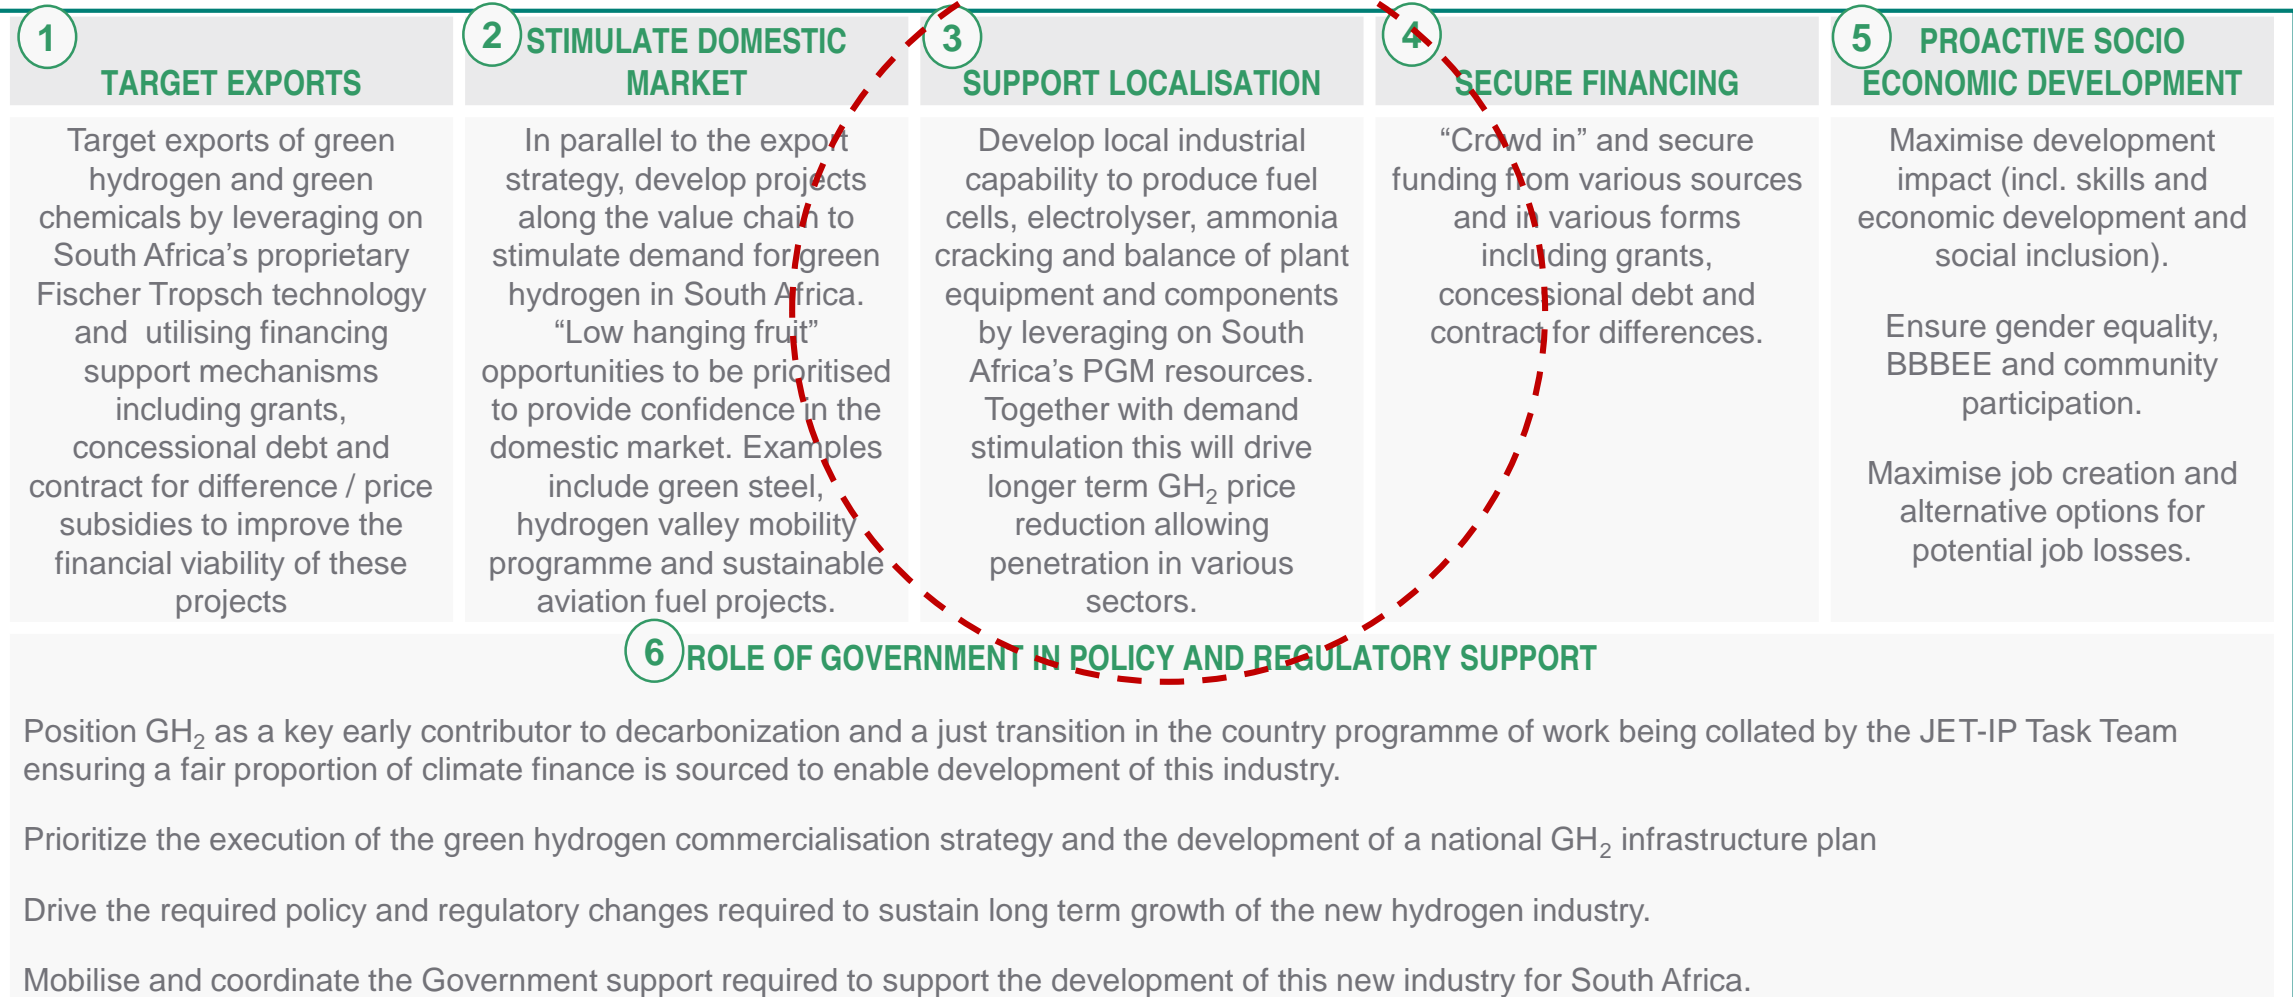 1
TARGET EXPORTS
Target exports of green
hydrogen and green
chemicals by leveraging on
South Africa's proprietary
Fischer Tropsch technology
and utilising financing
support mechanisms
including grants,
concessional debt and
contract for difference / price
subsidies to improve the
financial viability of these
projects
2
STIMULATE DOMESTIC
MARKET
In parallel to the export
strategy, develop projects
along the value chain to
stimulate demand for green
hydrogen in South Africa.
“Low hanging fruit”
opportunities to be prioritised
to provide confidence in the
domestic market. Examples
include green steel,
hydrogen valley mobility
programme and sustainable
aviation fuel projects.
3
SUPPORT LOCALISATION
Develop local industrial
capability to produce fuel
cells, electrolyser, ammonia
cracking and balance of plant
equipment and components
by leveraging on South
Africa's PGM resources.
Together with demand
stimulation this will drive
longer term GH₂ price
reduction allowing
penetration in various
sectors.
4
SECURE FINANCING
“Crowd in” and secure
funding from various sources
and in various forms
including grants,
concessional debt and
contract for differences.
5
PROACTIVE SOCIO
ECONOMIC DEVELOPMENT
Maximise development
impact (incl. skills and
economic development and
social inclusion).
Ensure gender equality,
BBBEE and community
participation.
Maximise job creation and
alternative options for
potential job losses.
6 ROLE OF GOVERNMENT IN POLICY AND REGULATORY SUPPORT
Position GH₂ as a key early contributor to decarbonization and a just transition in the country programme of work being collated by the JET-IP Task Team
ensuring a fair proportion of climate finance is sourced to enable development of this industry.
Prioritize the execution of the green hydrogen commercialisation strategy and the development of a national GH₂ infrastructure plan
Drive the required policy and regulatory changes required to sustain long term growth of the new hydrogen industry.
Mobilise and coordinate the Government support required to support the development of this new industry for South Africa.